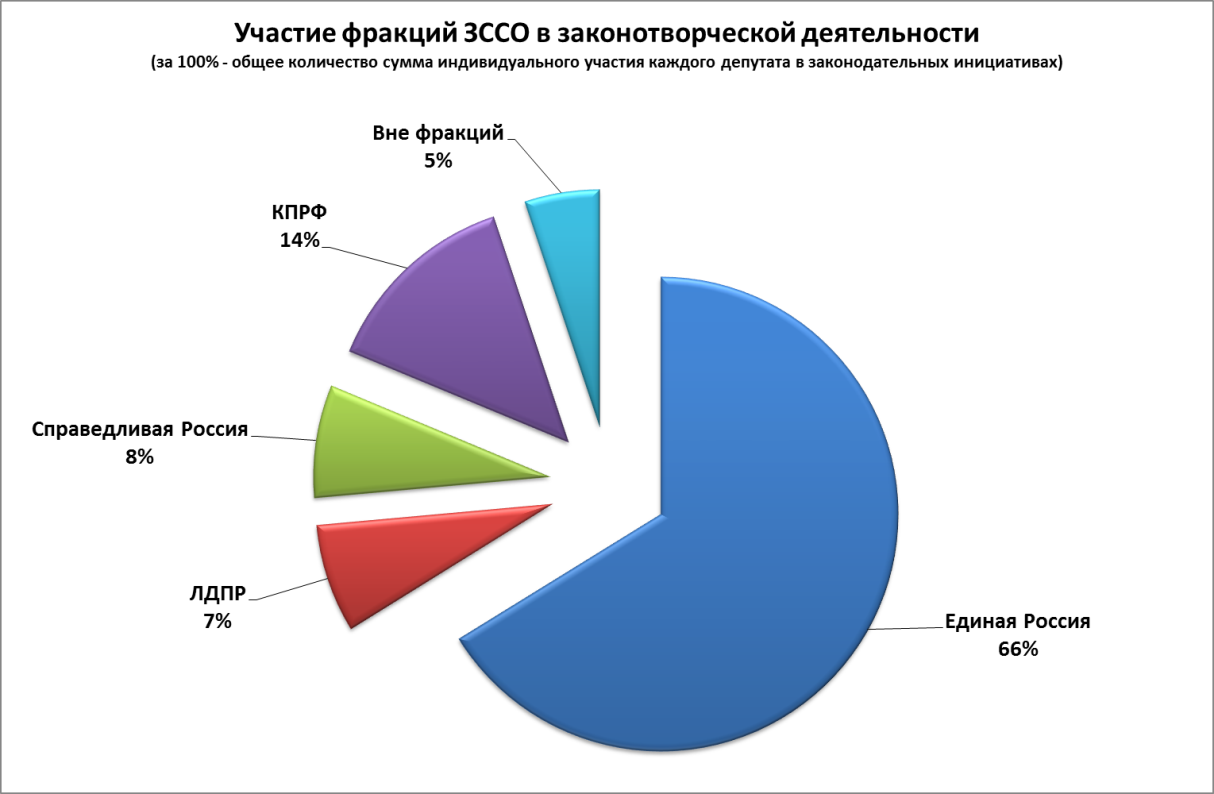 Участие фракций ЗССО в законотворческой деятельности
(за 100% - общее количество сумма индивидуального участия каждого депутата в законодательных инициативах)
Вне фракций
5%
КПРФ
14%
Справедливая Россия
8%
ЛДПР
7%
Единая Россия
66%